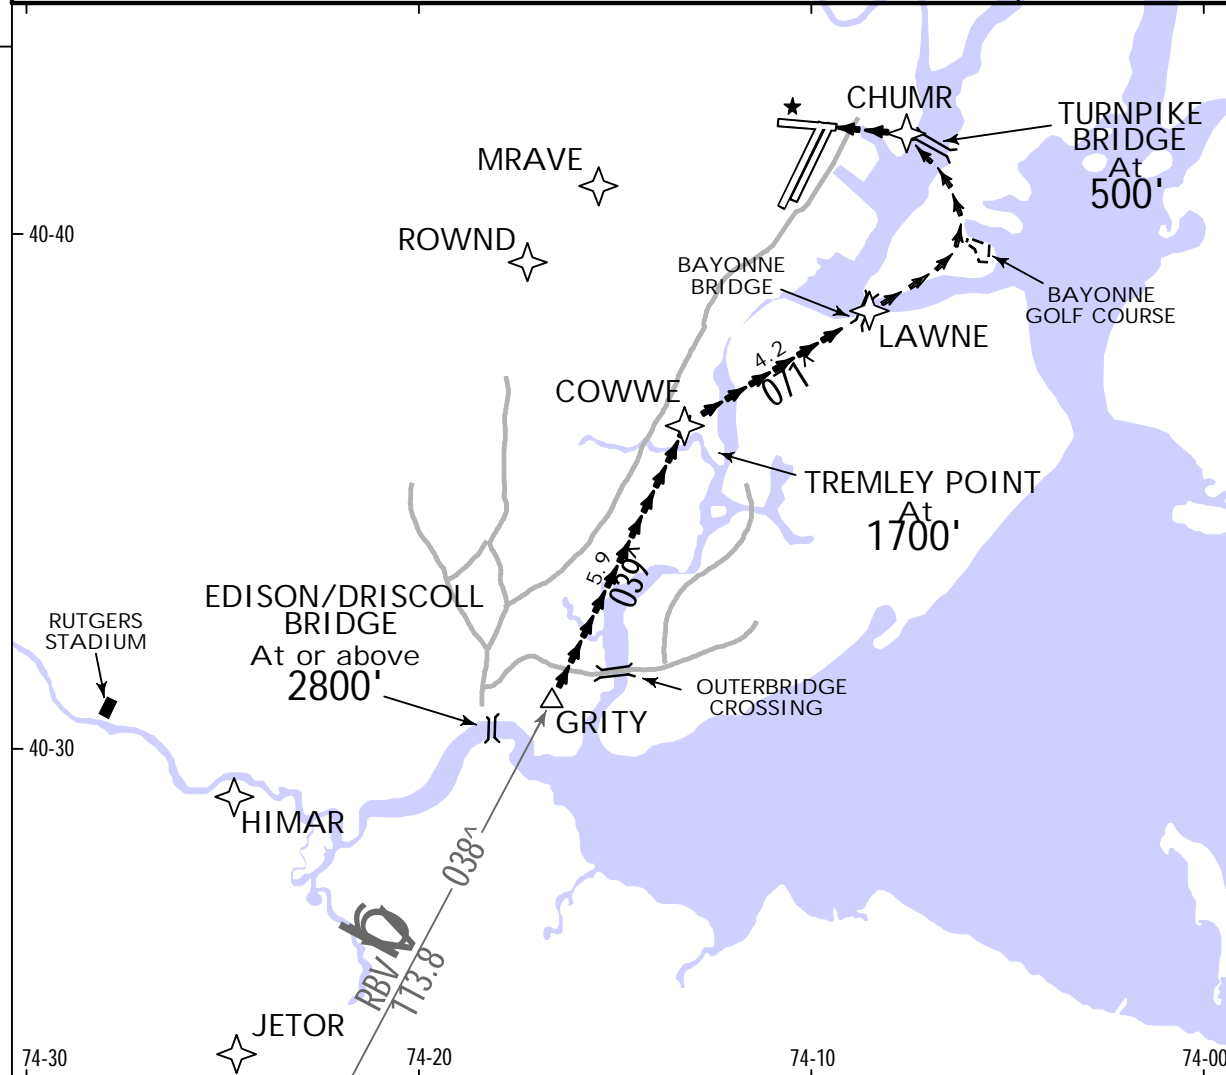 CHUMR
TURNPIKE
BRIDGE
At
500'
MRAVE
ROWND
40-40
BAYONNE
BRIDGE
BAYONNE
GOLF COURSE
LAWNE
4.2
071^
COWWE
TREMLEY POINT
At
1700'
5.9
039^
EDISON/DRISCOLL
BRIDGE
At or above
2800'
RUTGERS
STADIUM
OUTERBRIDGE
CROSSING
GRITY
40-30
HIMAR
038^
RBV
113.8
JETOR
74-30
74-20
74-10
74-00